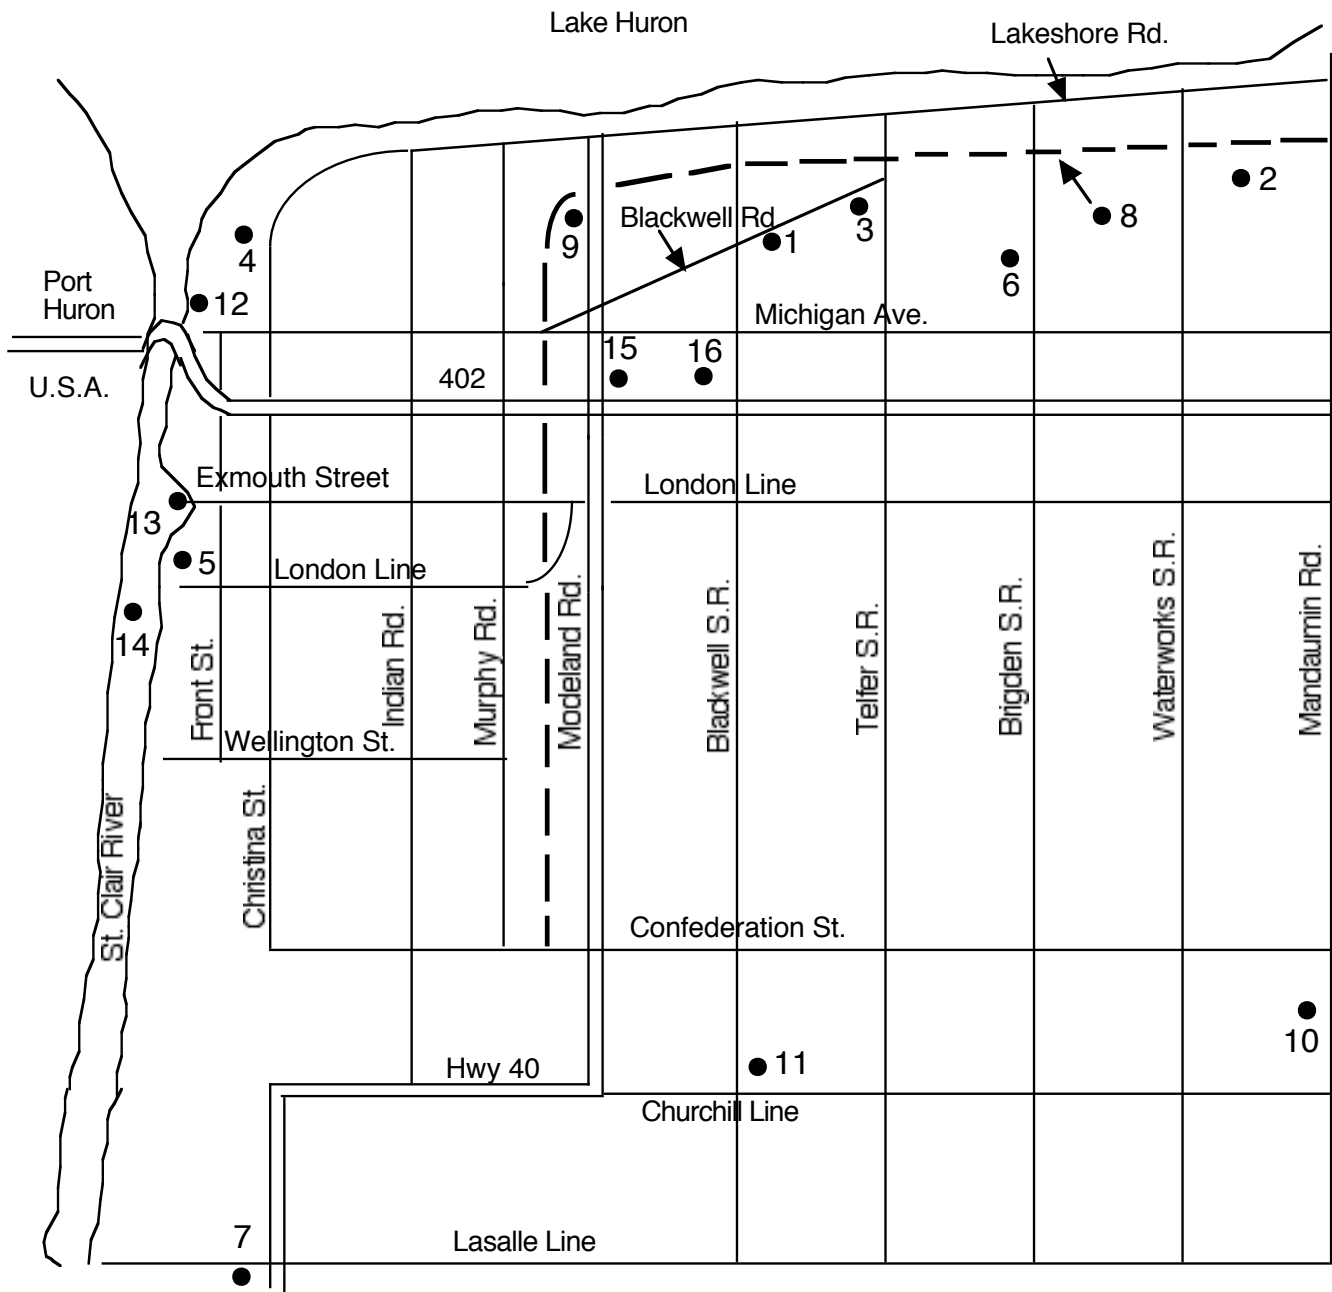 Lake Huron
Lakeshore Rd.
2
8
3
Blackwell Rd
9
1
4
6
Port
Huron
12
Michigan Ave.
15
16
402
U.S.A.
Exmouth Street
London Line
13
5
London Line
14
Front St.
Indian Rd.
Murphy Rd.
Modeland Rd.
Blackwell S.R.
Telfer S.R.
Brigden S.R.
Waterworks S.R.
Mandaumin Rd.
Wellington St.
Christina St.
St. Clair River
Confederation St.
10
11
Hwy 40
Churchill Line
7
Lasalle Line